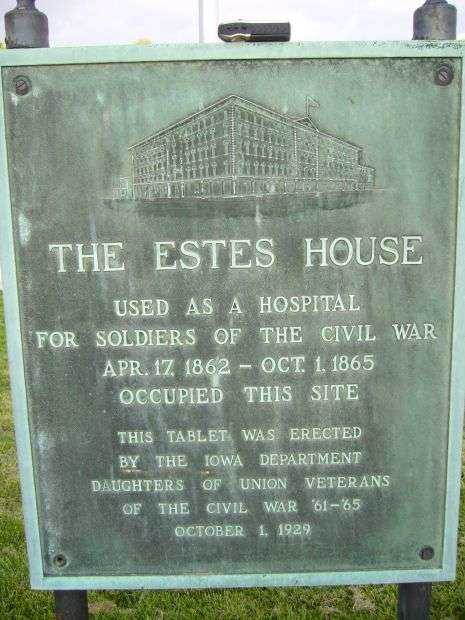 THE ESTES HOUSE
USED AS A HOSPITAL
FOR SOLDIERS OF THE CIVIL WAR
APR. 17. 1862 – OCT. 1. 1865
OCCUPIED THIS SITE
THIS TABLET WAS ERECTED
BY THE IOWA DEPARTMENT
DAUGHTERS OF UNION VETERANS
OF THE CIVIL WAR '61–'65
OCTOBER 1, 1929